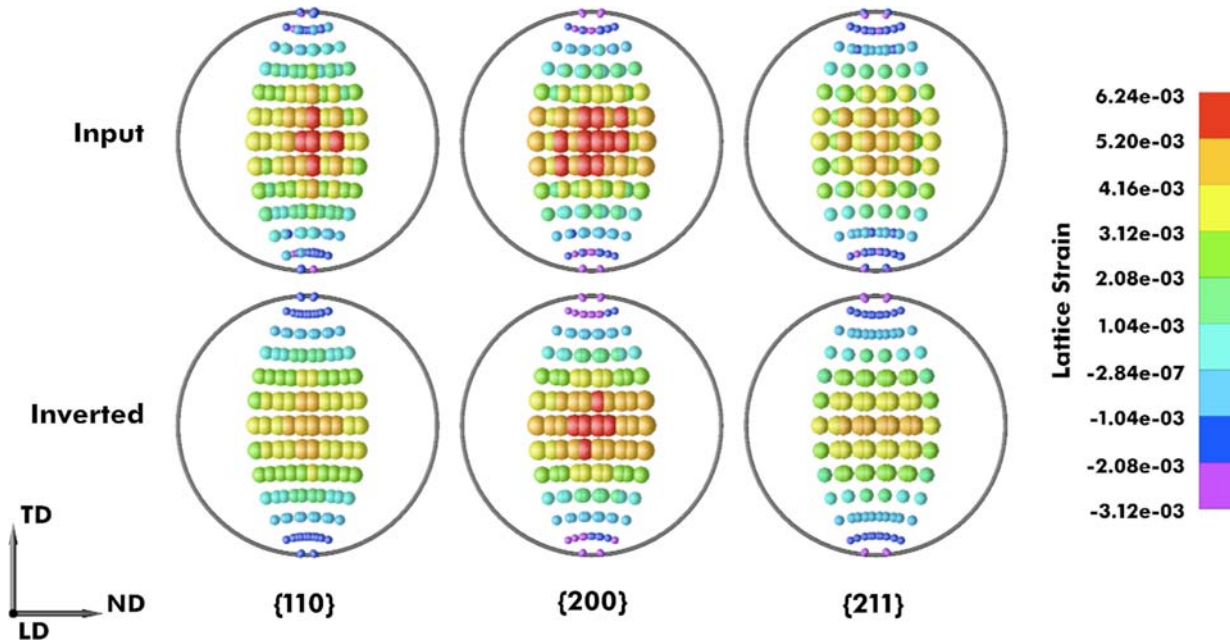 Input
Inverted
TD
ND
LD
{110}
{200}
{211}
Lattice Strain
6.24e-03
5.20e-03
4.16e-03
3.12e-03
2.08e-03
1.04e-03
-2.84e-07
-1.04e-03
-2.08e-03
-3.12e-03